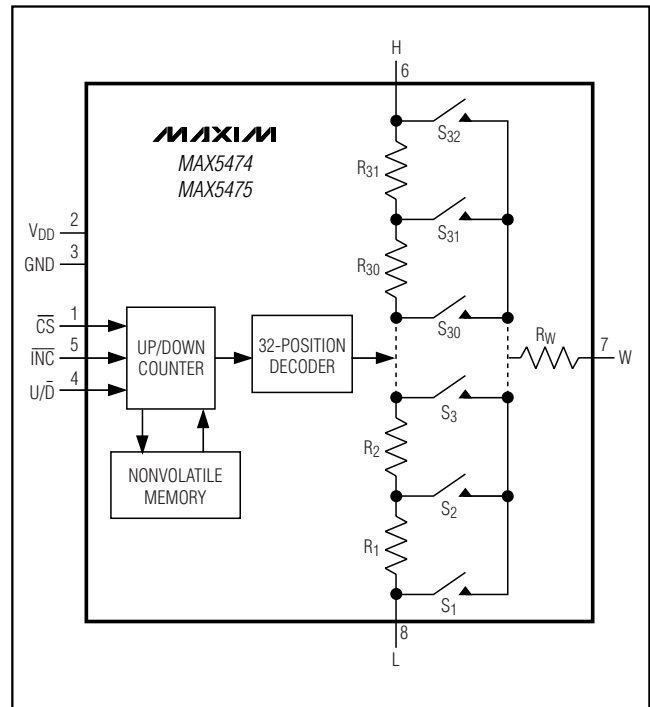 H
6
MAXIM
MAX5474
MAX5475
S32
R31
VDD 2
GND 3
S31
R30
CS 1
INC 5
U/D 4
UP/DOWN
COUNTER
32-POSITION
DECODER
S30
RW
7
W
S3
R2
NONVOLATILE
MEMORY
S2
R1
S1
8
L